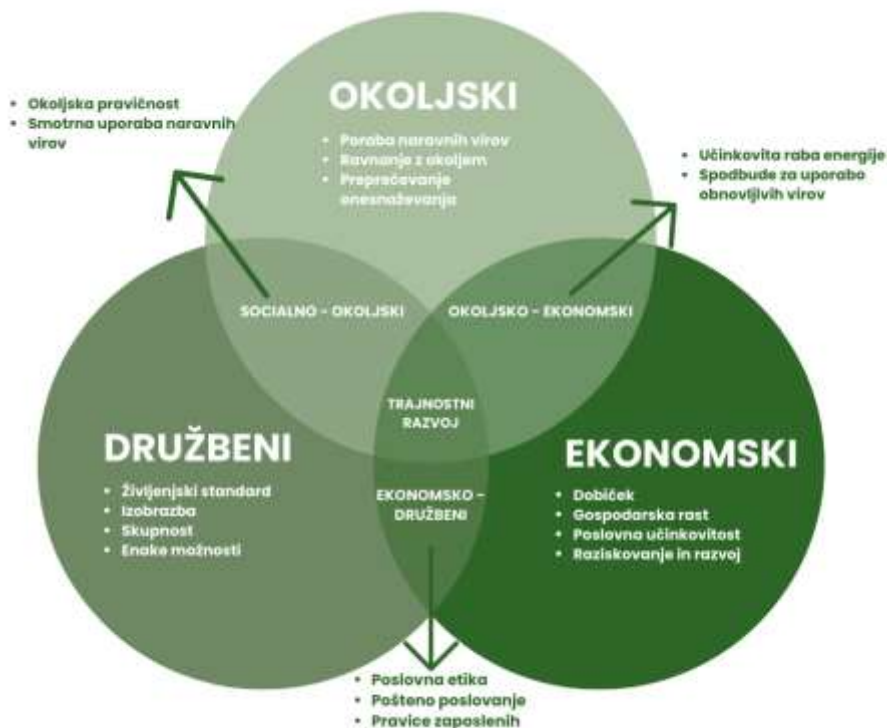 OKOLJSKI
• Poraba naravnih virov
• Ravnanje z okoljem
• Preprečevanje
onesnaževanja
• Okoljska pravičnost
• Smotrna uporaba naravnih
virov
• Učinkovita raba energije
• Spodbude za uporabo
obnovljivih virov
SOCIALNO - OKOLJSKI
OKOLJSKO - EKONOMSKI
TRAJNOSTNI
RAZVOJ
DRUŽBENI
• Življenjski standard
• Izobrazba
• Skupnost
• Enake možnosti
EKONOMSKO -
DRUŽBENI
EKONOMSKI
• Dobiček
• Gospodarska rast
• Poslovna učinkovitost
• Raziskovanje in razvoj
• Poslovna etika
• Pošteno poslovanje
• Pravice zaposlenih